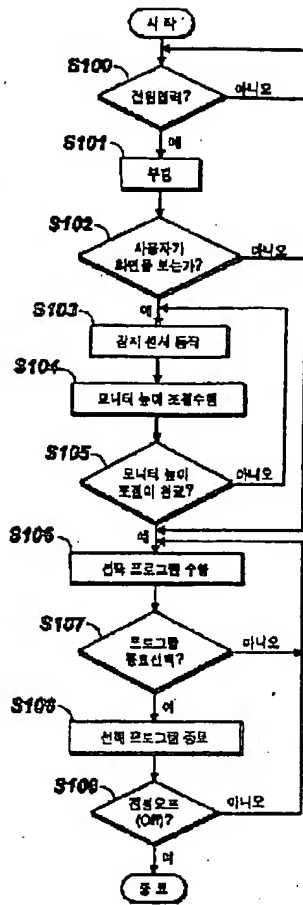 시 작
S100
전원입력?
아니오
예
S101
부팅
S102
사용자가
화면을 보는가?
아니오
예
S103
감지 센서 동작
S104
모니터 높이 조절수행
S105
모니터 높이
조절이 완료?
아니오
예
S106
선택 프로그램 수행
S107
프로그램
종료선택?
아니오
예
S108
선택 프로그램 종료
S109
전원오프
(Off)?
아니오
예
종 료